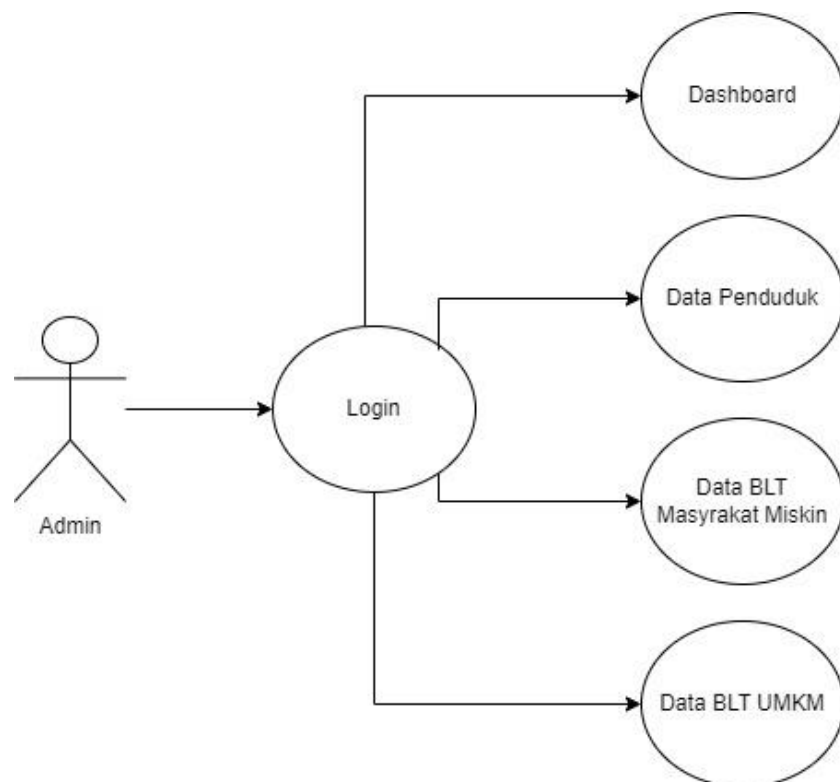 Dashboard
Data Penduduk
Login
Admin
Data BLT
Masyrakat Miskin
Data BLT UMKM